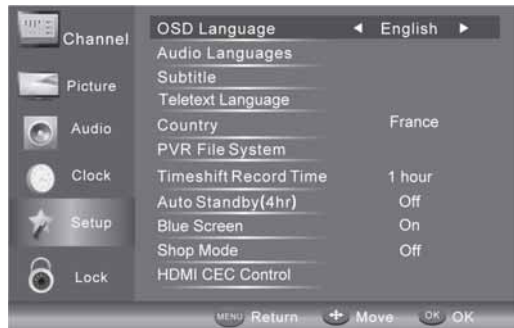 Channel
Picture
Audio
Clock
Setup
Lock
OSD Language English
Audio Languages
Subtitle
Teletext Language
Country France
PVR File System
Timeshift Record Time 1 hour
Auto Standby(4hr) Off
Blue Screen On
Shop Mode Off
HDMI CEC Control
MENU Return Move OK OK